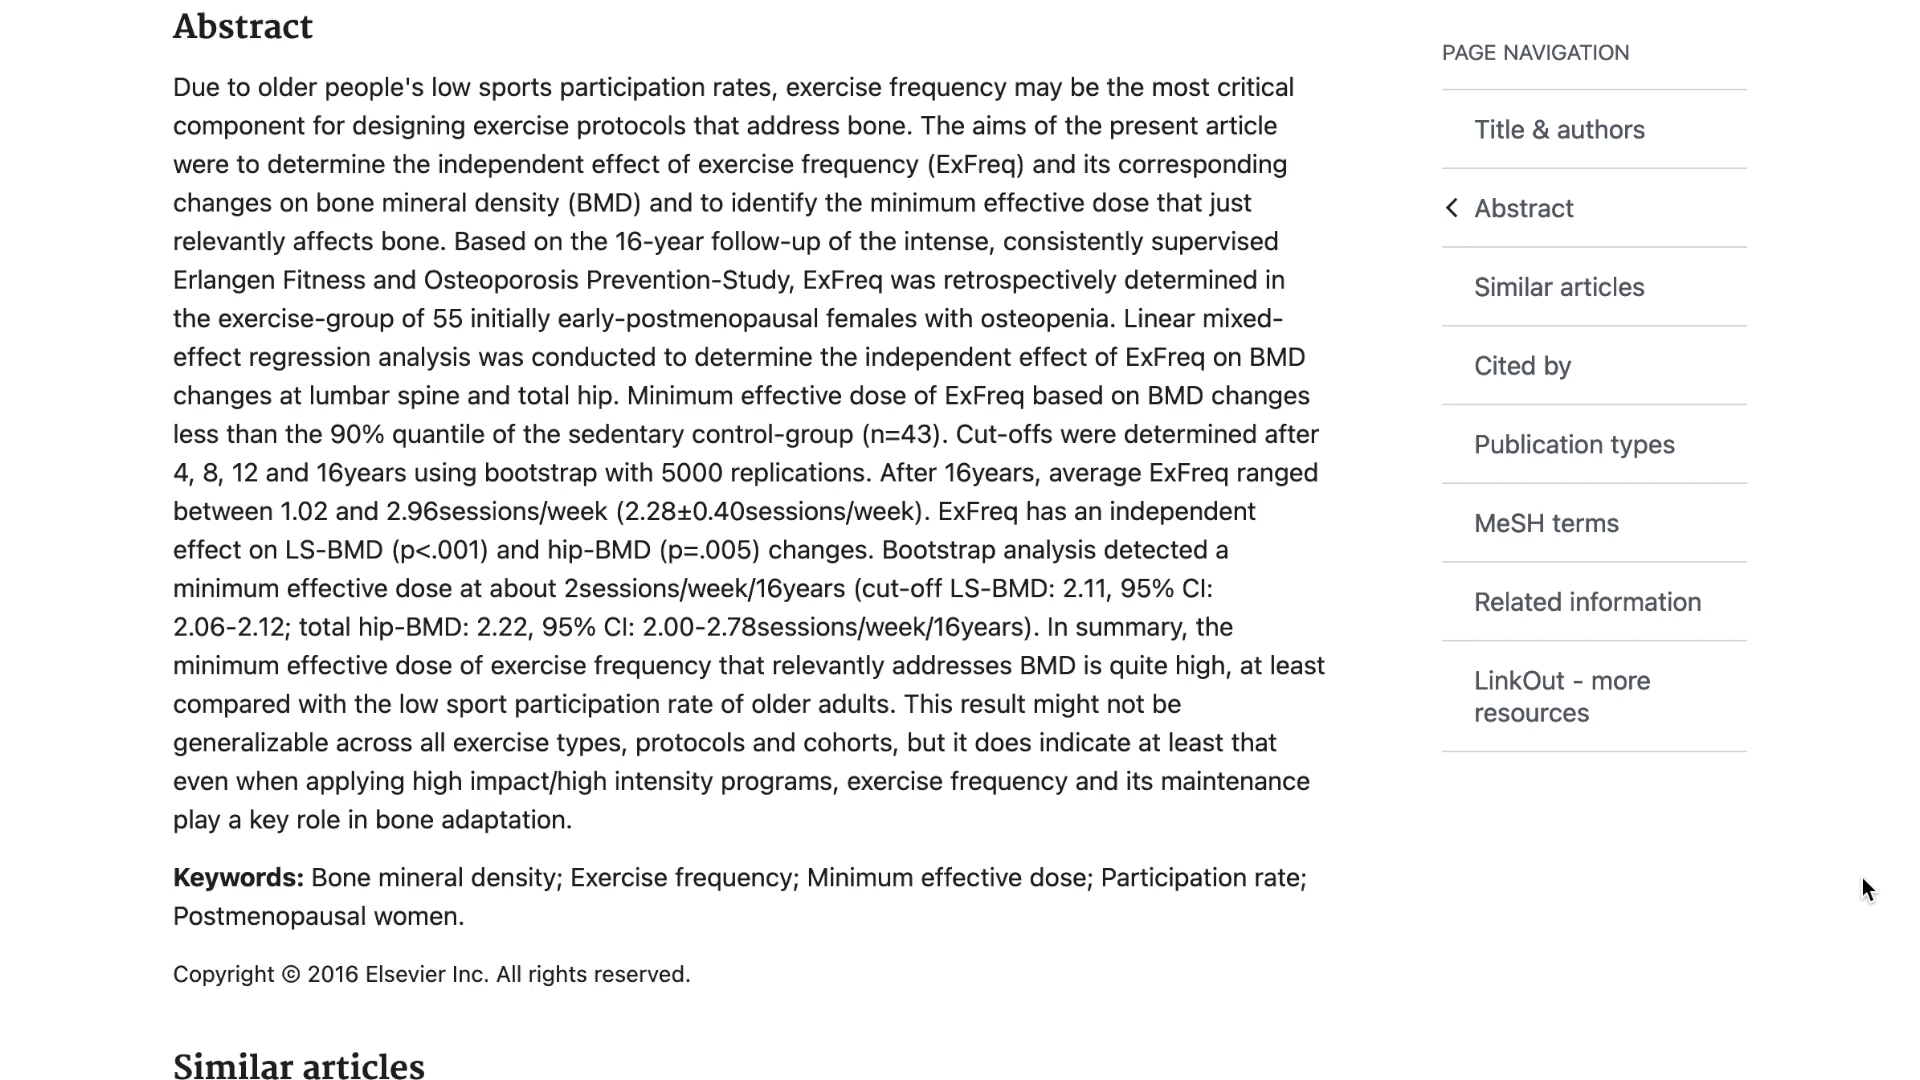 Abstract
Due to older people's low sports participation rates, exercise frequency may be the most critical
component for designing exercise protocols that address bone. The aims of the present article
were to determine the independent effect of exercise frequency (ExFreq) and its corresponding
changes on bone mineral density (BMD) and to identify the minimum effective dose that just
relevantly affects bone. Based on the 16-year follow-up of the intense, consistently supervised
Erlangen Fitness and Osteoporosis Prevention-Study, ExFreq was retrospectively determined in
the exercise-group of 55 initially early-postmenopausal females with osteopenia. Linear mixed-
effect regression analysis was conducted to determine the independent effect of ExFreq on BMD
changes at lumbar spine and total hip. Minimum effective dose of ExFreq based on BMD changes
less than the 90% quantile of the sedentary control-group (n=43). Cut-offs were determined after
4, 8, 12 and 16years using bootstrap with 5000 replications. After 16years, average ExFreq ranged
between 1.02 and 2.96sessions/week (2.28±0.40sessions/week). ExFreq has an independent
effect on LS-BMD (p<.001) and hip-BMD (p=.005) changes. Bootstrap analysis detected a
minimum effective dose at about 2sessions/week/16years (cut-off LS-BMD: 2.11, 95% CI:
2.06-2.12; total hip-BMD: 2.22, 95% CI: 2.00-2.78sessions/week/16years). In summary, the
minimum effective dose of exercise frequency that relevantly addresses BMD is quite high, at least
compared with the low sport participation rate of older adults. This result might not be
generalizable across all exercise types, protocols and cohorts, but it does indicate at least that
even when applying high impact/high intensity programs, exercise frequency and its maintenance
play a key role in bone adaptation.
Keywords: Bone mineral density; Exercise frequency; Minimum effective dose; Participation rate;
Postmenopausal women.
Copyright © 2016 Elsevier Inc. All rights reserved.
Similar articles
PAGE NAVIGATION
Title & authors
Abstract
Similar articles
Cited by
Publication types
MeSH terms
Related information
LinkOut - more
resources